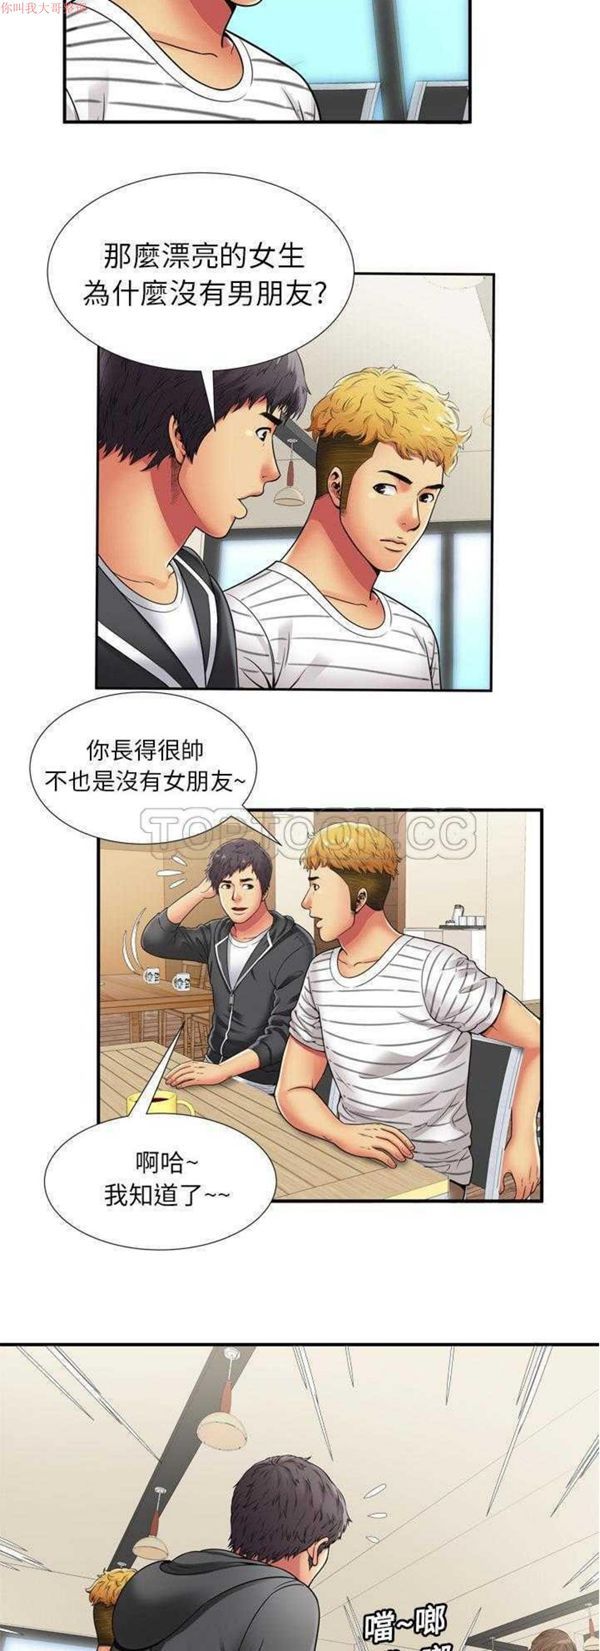 你叫我大哥
那麼漂亮的女生
為什麼沒有男朋友?
你長得很帥
不也是沒有女朋友~
TOPTOON.CC
啊哈~
我知道了~~
噹~啷